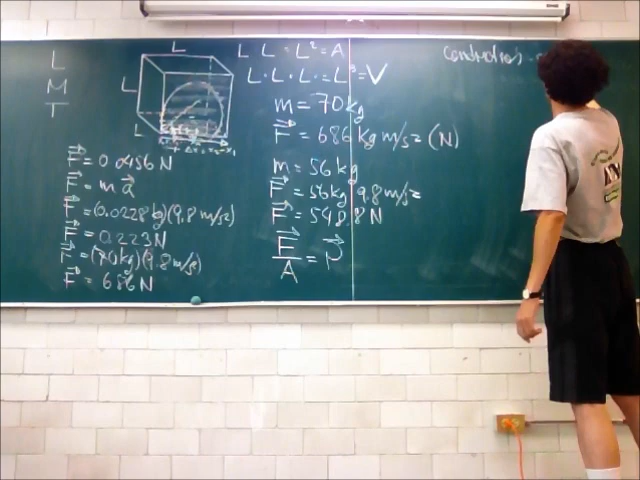 L
M
T
L
L
L
L L = L² = A
L·L·L = L³ = V
m = 70 kg
F⃗ = 686 kg m/s² (N)
m = 56 kg
F⃗ = 56 kg 9.8 m/s² =
F⃗ = 548.8 N
F⃗/A = P⃗
F⃗ = 0.0456 N
F⃗ = m a⃗
F⃗ = (0.0228 kg)(9.8 m/s²)
F⃗ = 0.223 N
F⃗ = (70 kg)(9.8 m/s²)
F⃗ = 686 N